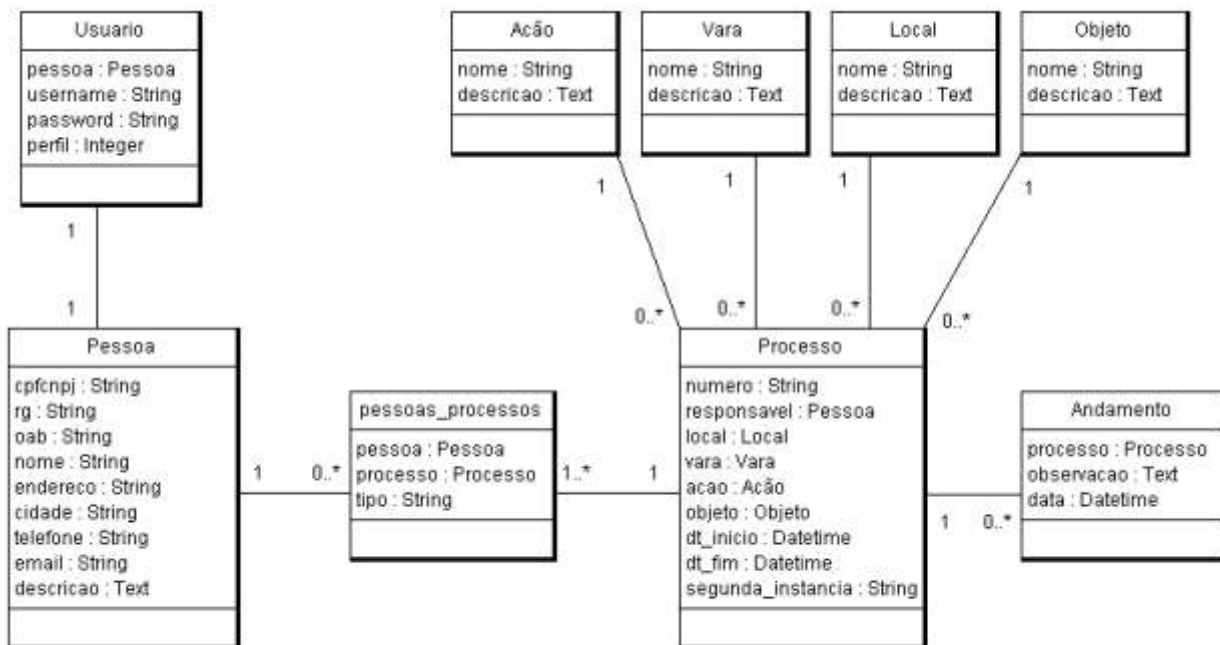 Usuario
pessoa : Pessoa
username : String
password : String
perfil : Integer
Acão
nome : String
descricao : Text
Vara
nome : String
descricao : Text
Local
nome : String
descricao : Text
Objeto
nome : String
descricao : Text
1
1
1
1
1
1
0..*
0..*
0..*
0..*
Pessoa
cpfcnpj : String
rg : String
oab : String
nome : String
endereco : String
cidade : String
telefone : String
email : String
descricao : Text
1
0..*
pessoas_processos
pessoa : Pessoa
processo : Processo
tipo : String
1..*
1
Processo
numero : String
responsavel : Pessoa
local : Local
vara : Vara
acao : Acão
objeto : Objeto
dt_inicio : Datetime
dt_fim : Datetime
segunda_instancia : String
1
0..*
Andamento
processo : Processo
observacao : Text
data : Datetime